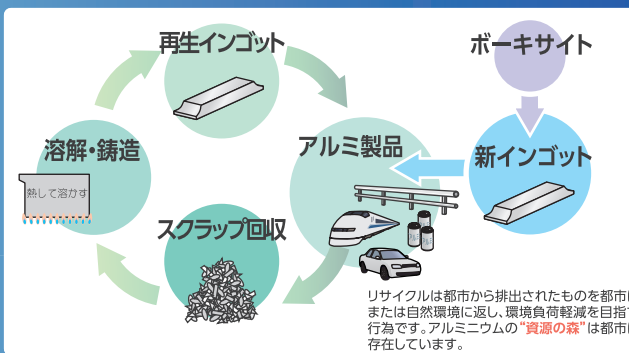 再生インゴット
ボーキサイト
溶解・鋳造
熱して溶かす
アルミ製品
新インゴット
スクラップ回収
リサイクルは都市から排出されたものを都市に
または自然環境に返し、環境負荷軽減を目指す
行為です。アルミニウムの“資源の森”は都市に
存在しています。